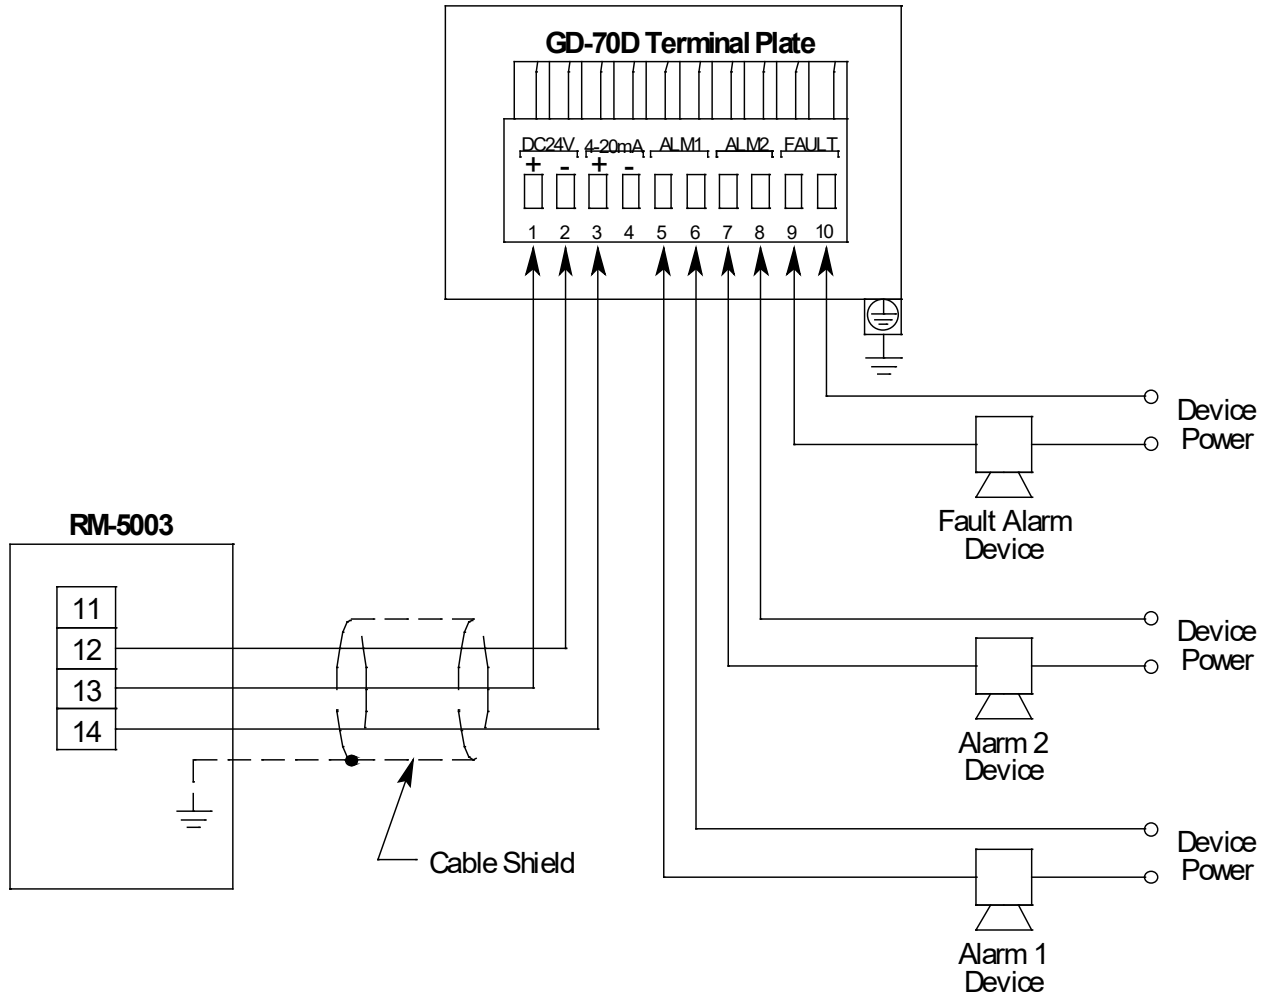 GD-70D Terminal Plate
DC24V 4-20mA ALM1 ALM2 FAULT
+ - + -
1 2 3 4 5 6 7 8 9 10
Device
Power
Fault Alarm
Device
RM-5003
11
12
13
14
Device
Power
Alarm 2
Device
Cable Shield
Device
Power
Alarm 1
Device